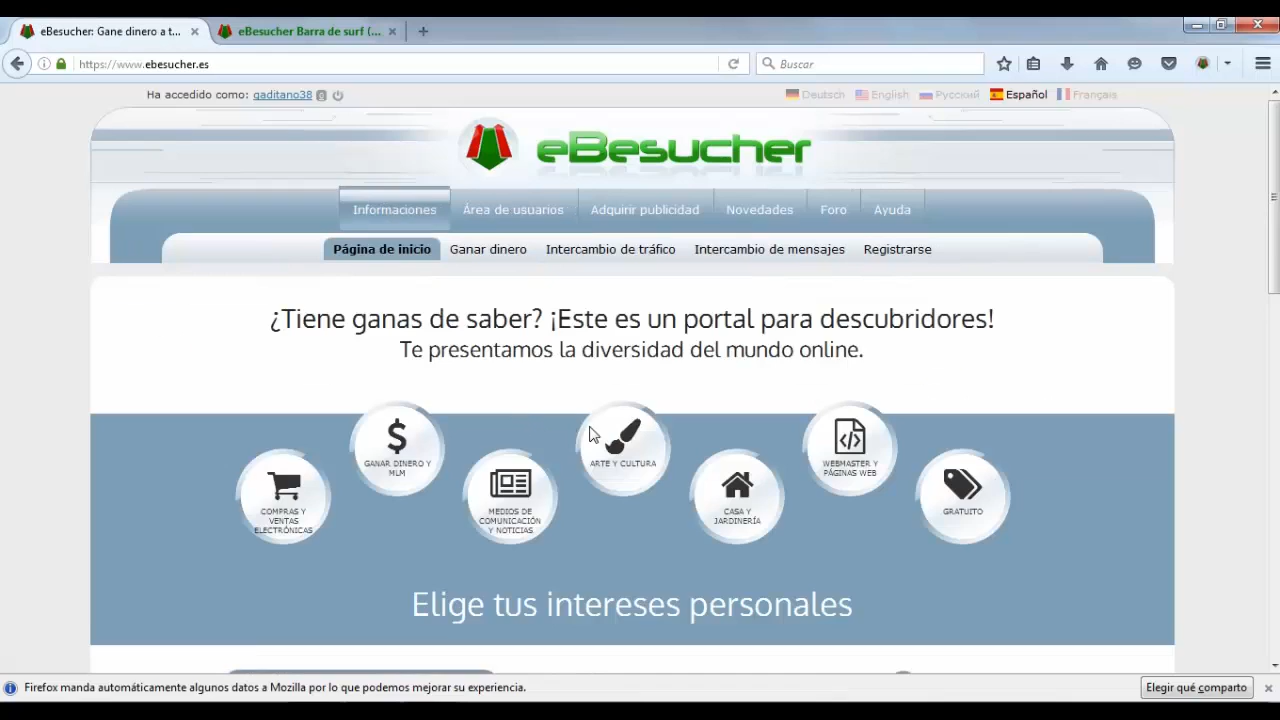 eBesucher: Gane dinero a t...
eBesucher Barra de surf (...
https://www.ebesucher.es
Buscar
Ha accedido como: gaditano38
Deutsch English Русский Español Français
eBesucher
Informaciones Área de usuarios Adquirir publicidad Novedades Foro Ayuda
Página de inicio Ganar dinero Intercambio de tráfico Intercambio de mensajes Registrarse
¿Tiene ganas de saber? ¡Este es un portal para descubridores!
Te presentamos la diversidad del mundo online.
COMPRAS Y
VENTAS
ELECTRÓNICAS
GANAR DINERO Y
MLM
MEDIOS DE
COMUNICACIÓN
Y NOTICIAS
ARTE Y CULTURA
CASA Y
JARDINERÍA
WEBMASTER Y
PÁGINAS WEB
GRATUITO
Elige tus intereses personales
Firefox manda automáticamente algunos datos a Mozilla por lo que podemos mejorar su experiencia.
Elegir qué comparto